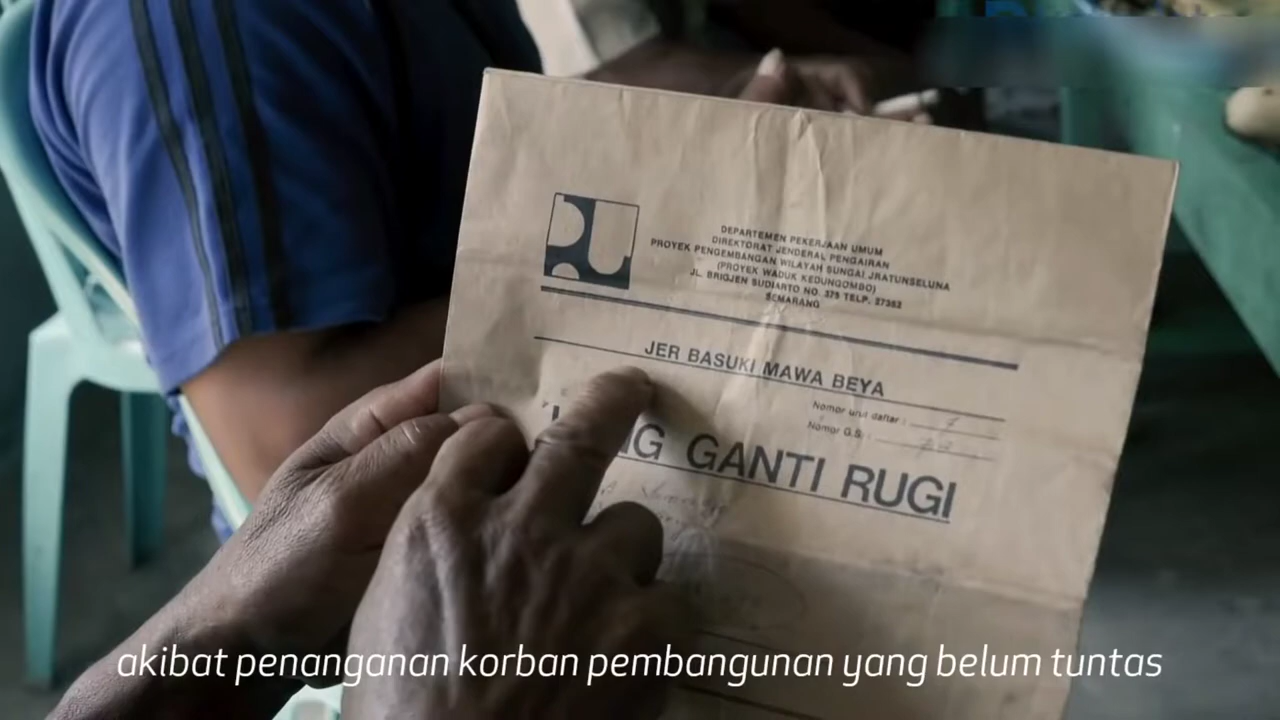 DEPARTEMEN PEKERJAAN UMUM
DIREKTORAT JENDERAL PENGAIRAN
PROYEK PENGEMBANGAN WILAYAH SUNGAI JRATUNSELUNA
(PROYEK WADUK KEDUNGOMBO)
JL. BRIGJEN SUDIARTO NO. 375 TELP. 27362
SEMARANG
JER BASUKI MAWA BEYA
Nomor urut daftar :
Nomor G.S. :
GANTI RUGI
akibat penanganan korban pembangunan yang belum tuntas